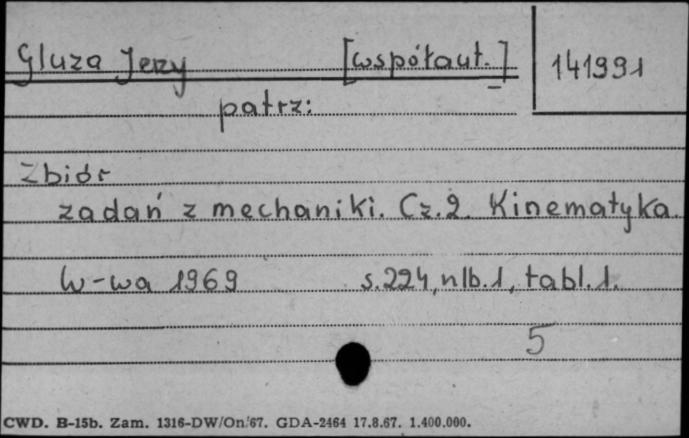 Gluza Jerzy [współaut.] 141991
patrz:
Zbiór
zadań z mechaniki. Cz.2. Kinematyka.
W-wa 1969 s.224, nlb.1, tabl.1.
5
CWD. B-15b. Zam. 1316-DW/On/67. GDA-2464 17.8.67. 1.400.000.